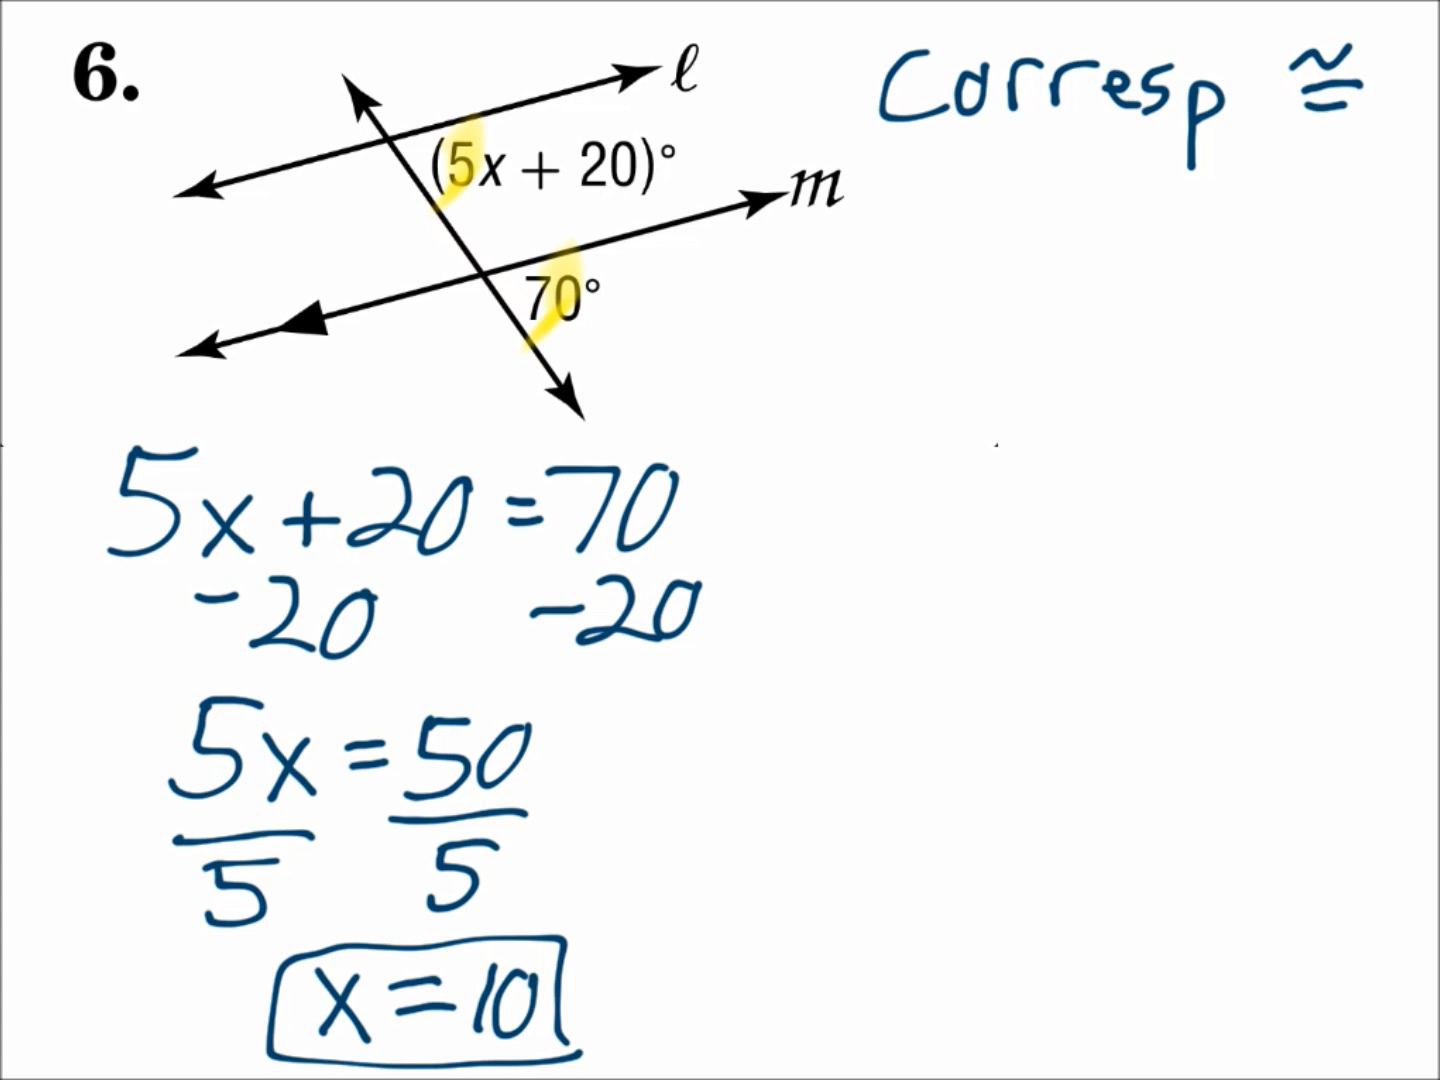 6.
ℓ
Corresp ≅
(5x + 20)°
m
70°
5x + 20 = 70
- 20 - 20
5x = 50
5 5
x = 10